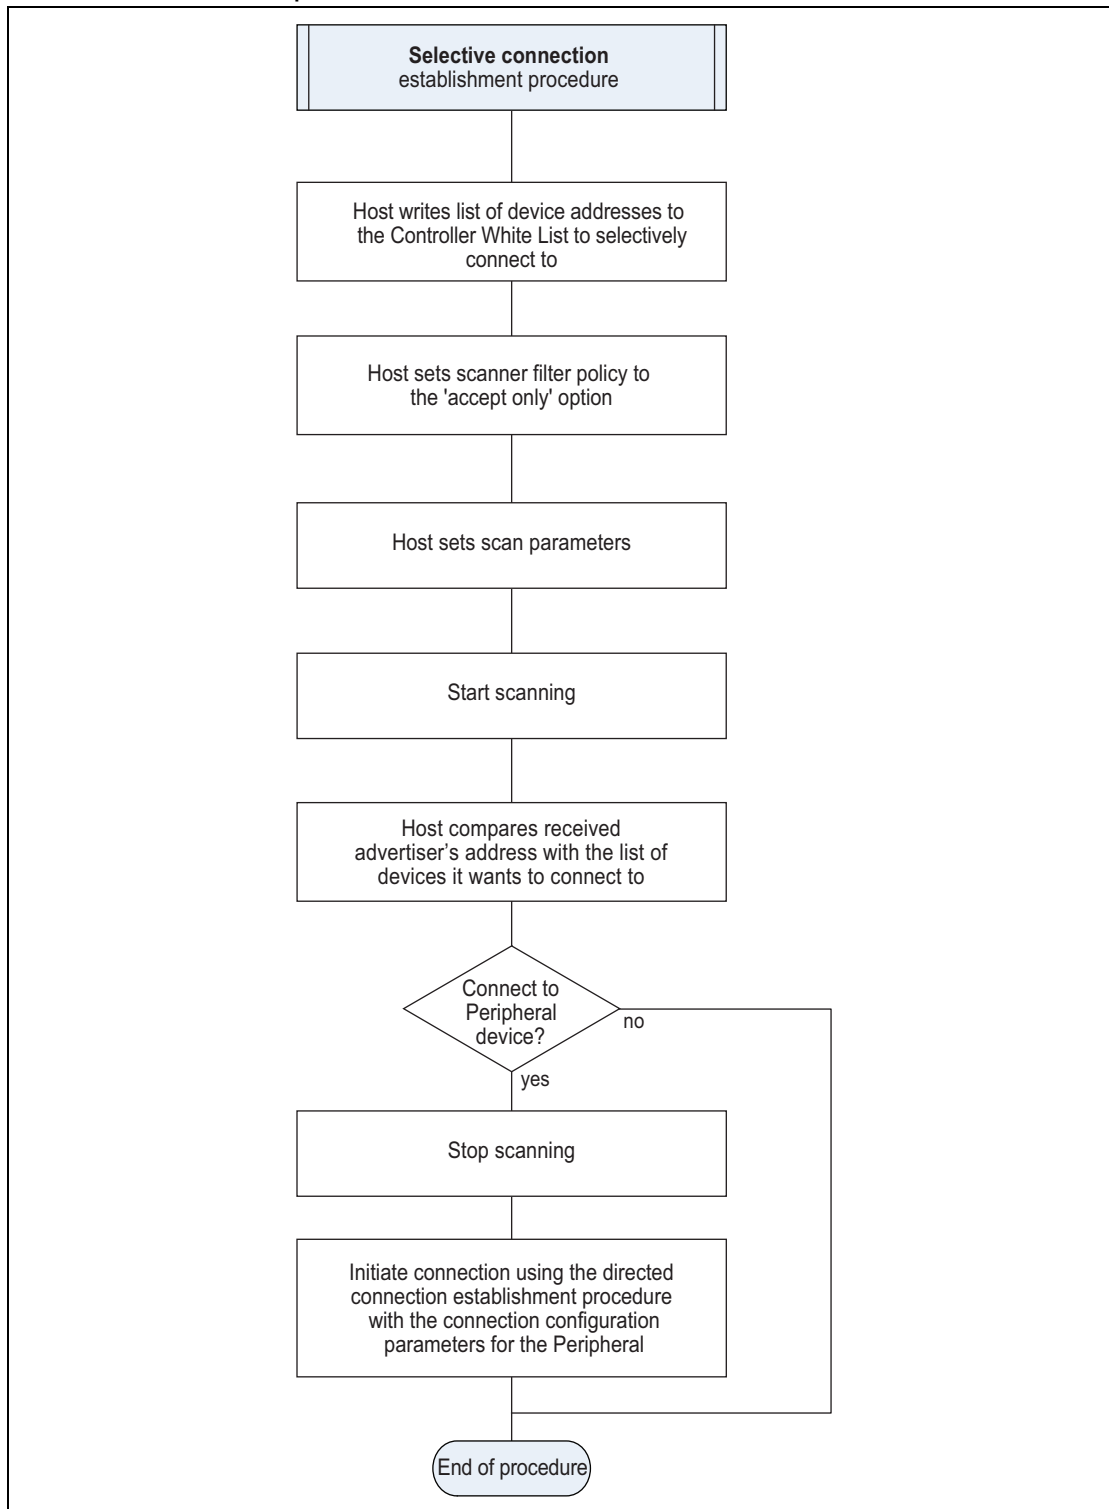 Selective connection
establishment procedure
Host writes list of device addresses to
the Controller White List to selectively
connect to
Host sets scanner filter policy to
the 'accept only' option
Host sets scan parameters
Start scanning
Host compares received
advertiser’s address with the list of
devices it wants to connect to
Connect to
Peripheral
device?
no
yes
Stop scanning
Initiate connection using the directed
connection establishment procedure
with the connection configuration
parameters for the Peripheral
End of procedure